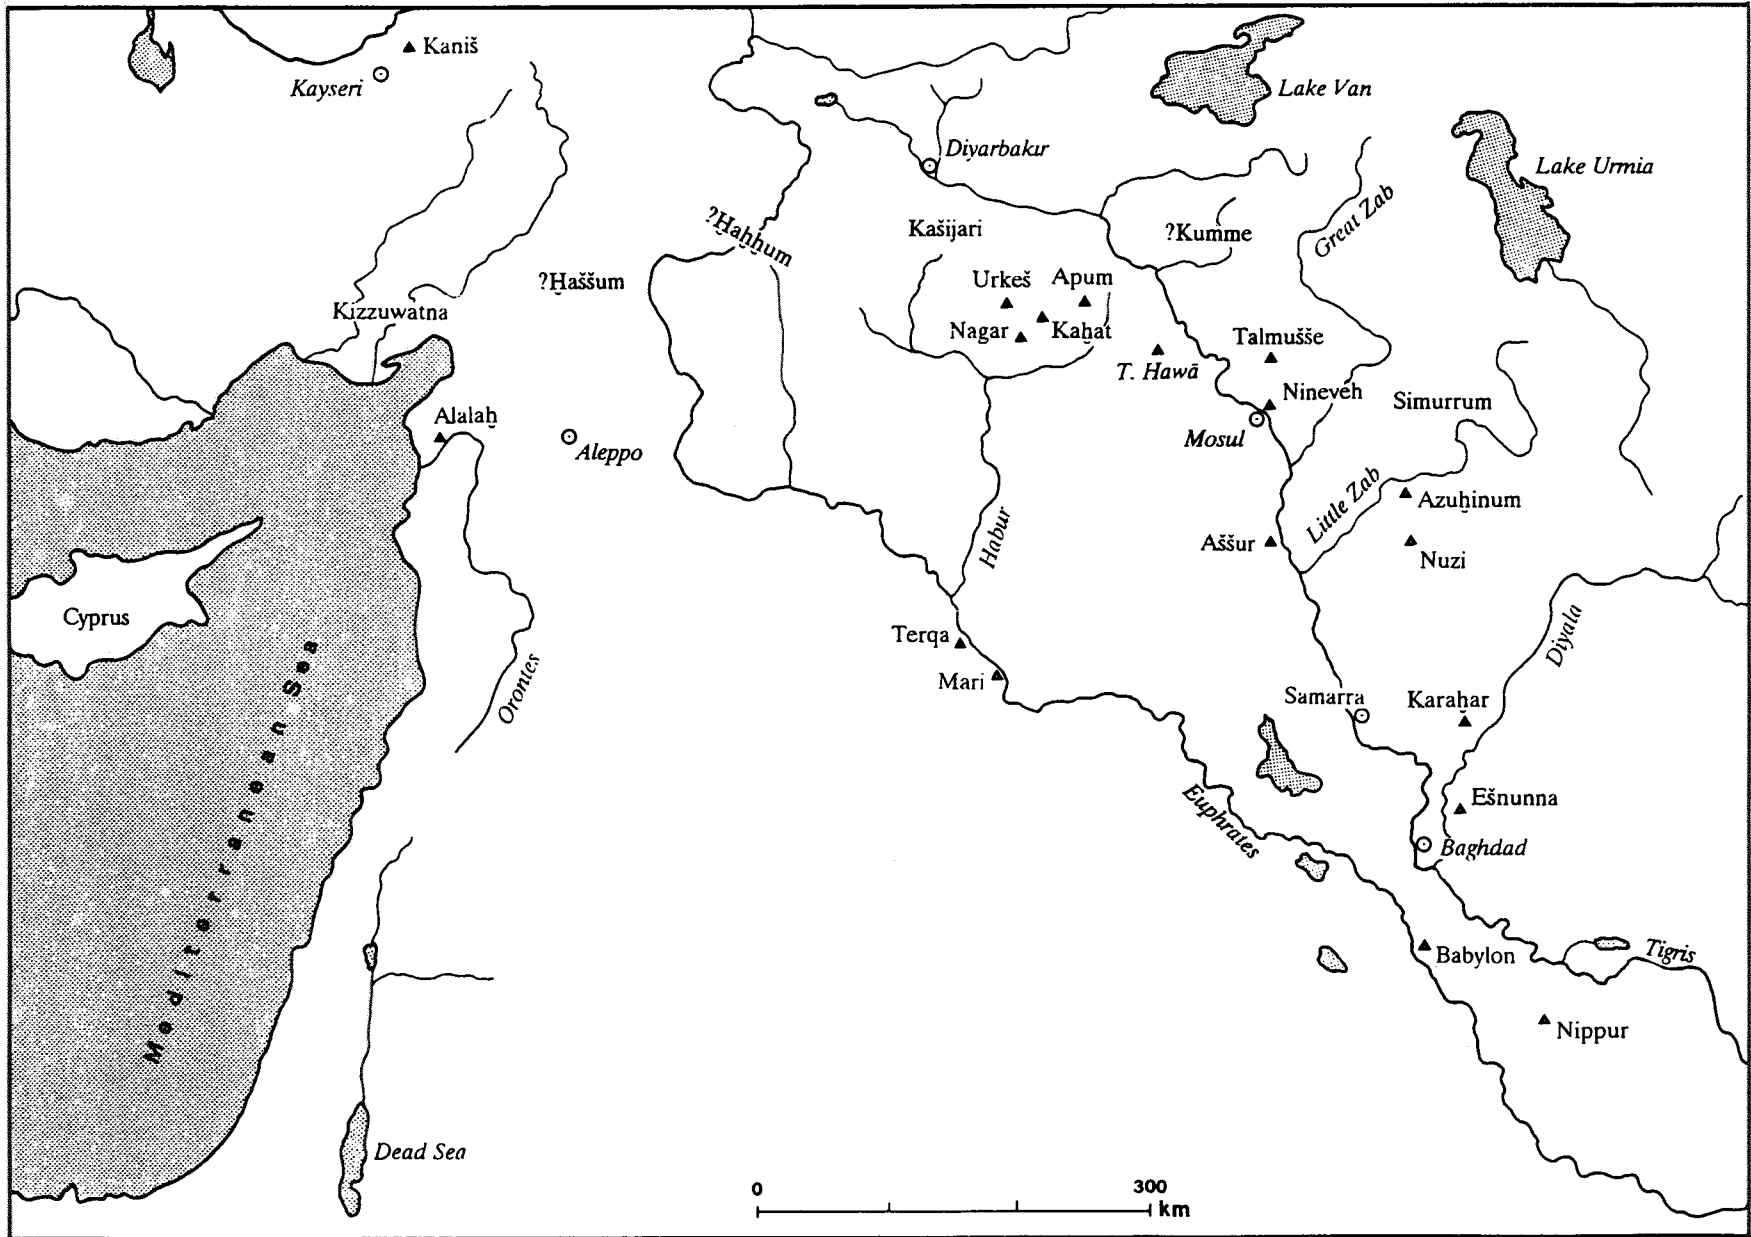 Kaniš
Kayseri
Lake Van
Diyarbakır
Lake Urmia
?Ḫaḫḫum
Kašijari
?Kumme
Great Zab
?Ḫaššum
Urkeš
Apum
Kizzuwatna
Nagar
Kaḫat
Talmušše
T. Hawā
Nineveh
Simurrum
Alalaḫ
Aleppo
Mosul
Little Zab
Azuḫinum
Habur
Aššur
Nuzi
Cyprus
Terqa
Diyala
Mari
Orontes
Samarra
Karaḫar
Mediterranean Sea
Euphrates
Ešnunna
Baghdad
Babylon
Tigris
Nippur
Dead Sea
0 300
km